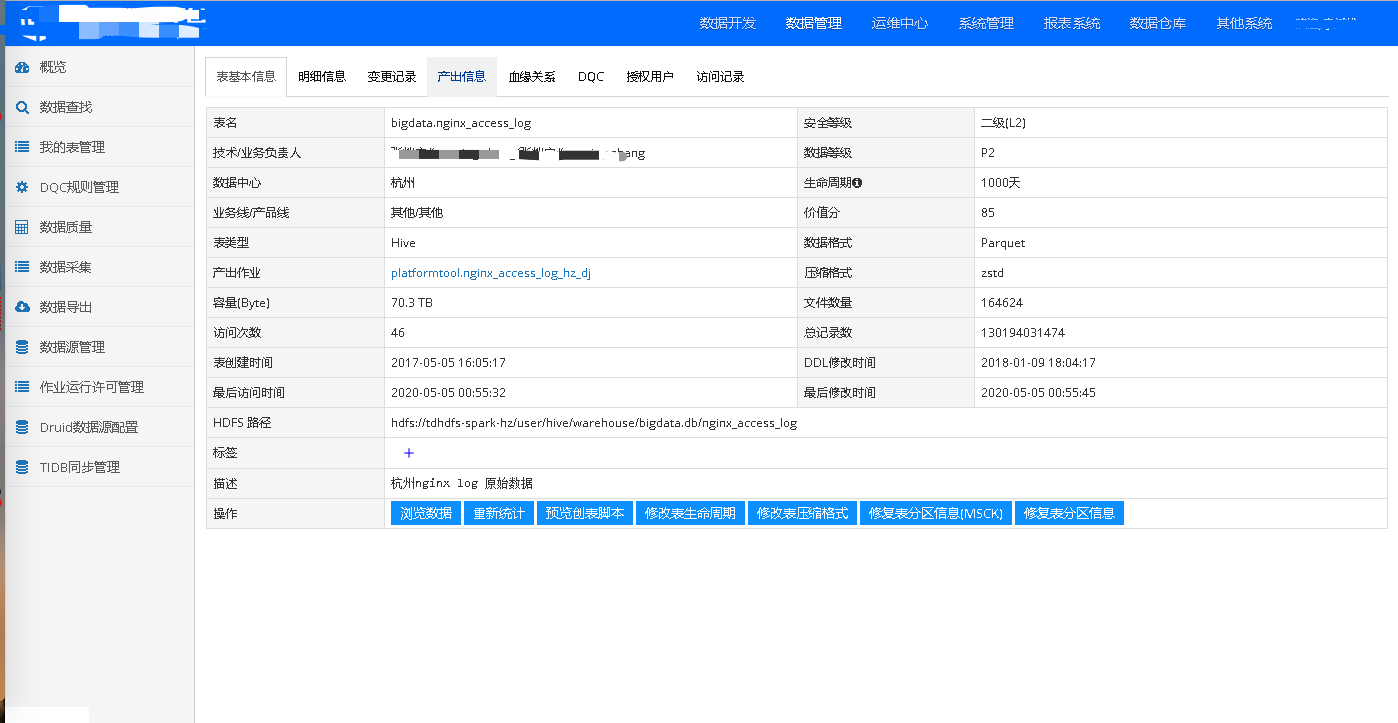 数据开发 数据管理 运维中心 系统管理 报表系统 数据仓库 其他系统
概览
数据查找
我的表管理
DQC规则管理
数据质量
数据采集
数据导出
数据源管理
作业运行许可管理
Druid数据源配置
TIDB同步管理
表基本信息 明细信息 变更记录 产出信息 血缘关系 DQC 授权用户 访问记录
表名 bigdata.nginx_access_log 安全等级 二级(L2)
技术/业务负责人 数据等级 P2
数据中心 杭州 生命周期 1000天
业务线/产品线 其他/其他 价值分 85
表类型 Hive 数据格式 Parquet
产出作业 platformtool.nginx_access_log_hz_dj 压缩格式 zstd
容量(Byte) 70.3 TB 文件数量 164624
访问次数 46 总记录数 130194031474
表创建时间 2017-05-05 16:05:17 DDL修改时间 2018-01-09 18:04:17
最后访问时间 2020-05-05 00:55:32 最后修改时间 2020-05-05 00:55:45
HDFS 路径 hdfs://tdhdfs-spark-hz/user/hive/warehouse/bigdata.db/nginx_access_log
标签 +
描述 杭州nginx log 原始数据
操作 浏览数据 重新统计 预览创表脚本 修改表生命周期 修改表压缩格式 修复表分区信息(MSCK) 修复表分区信息